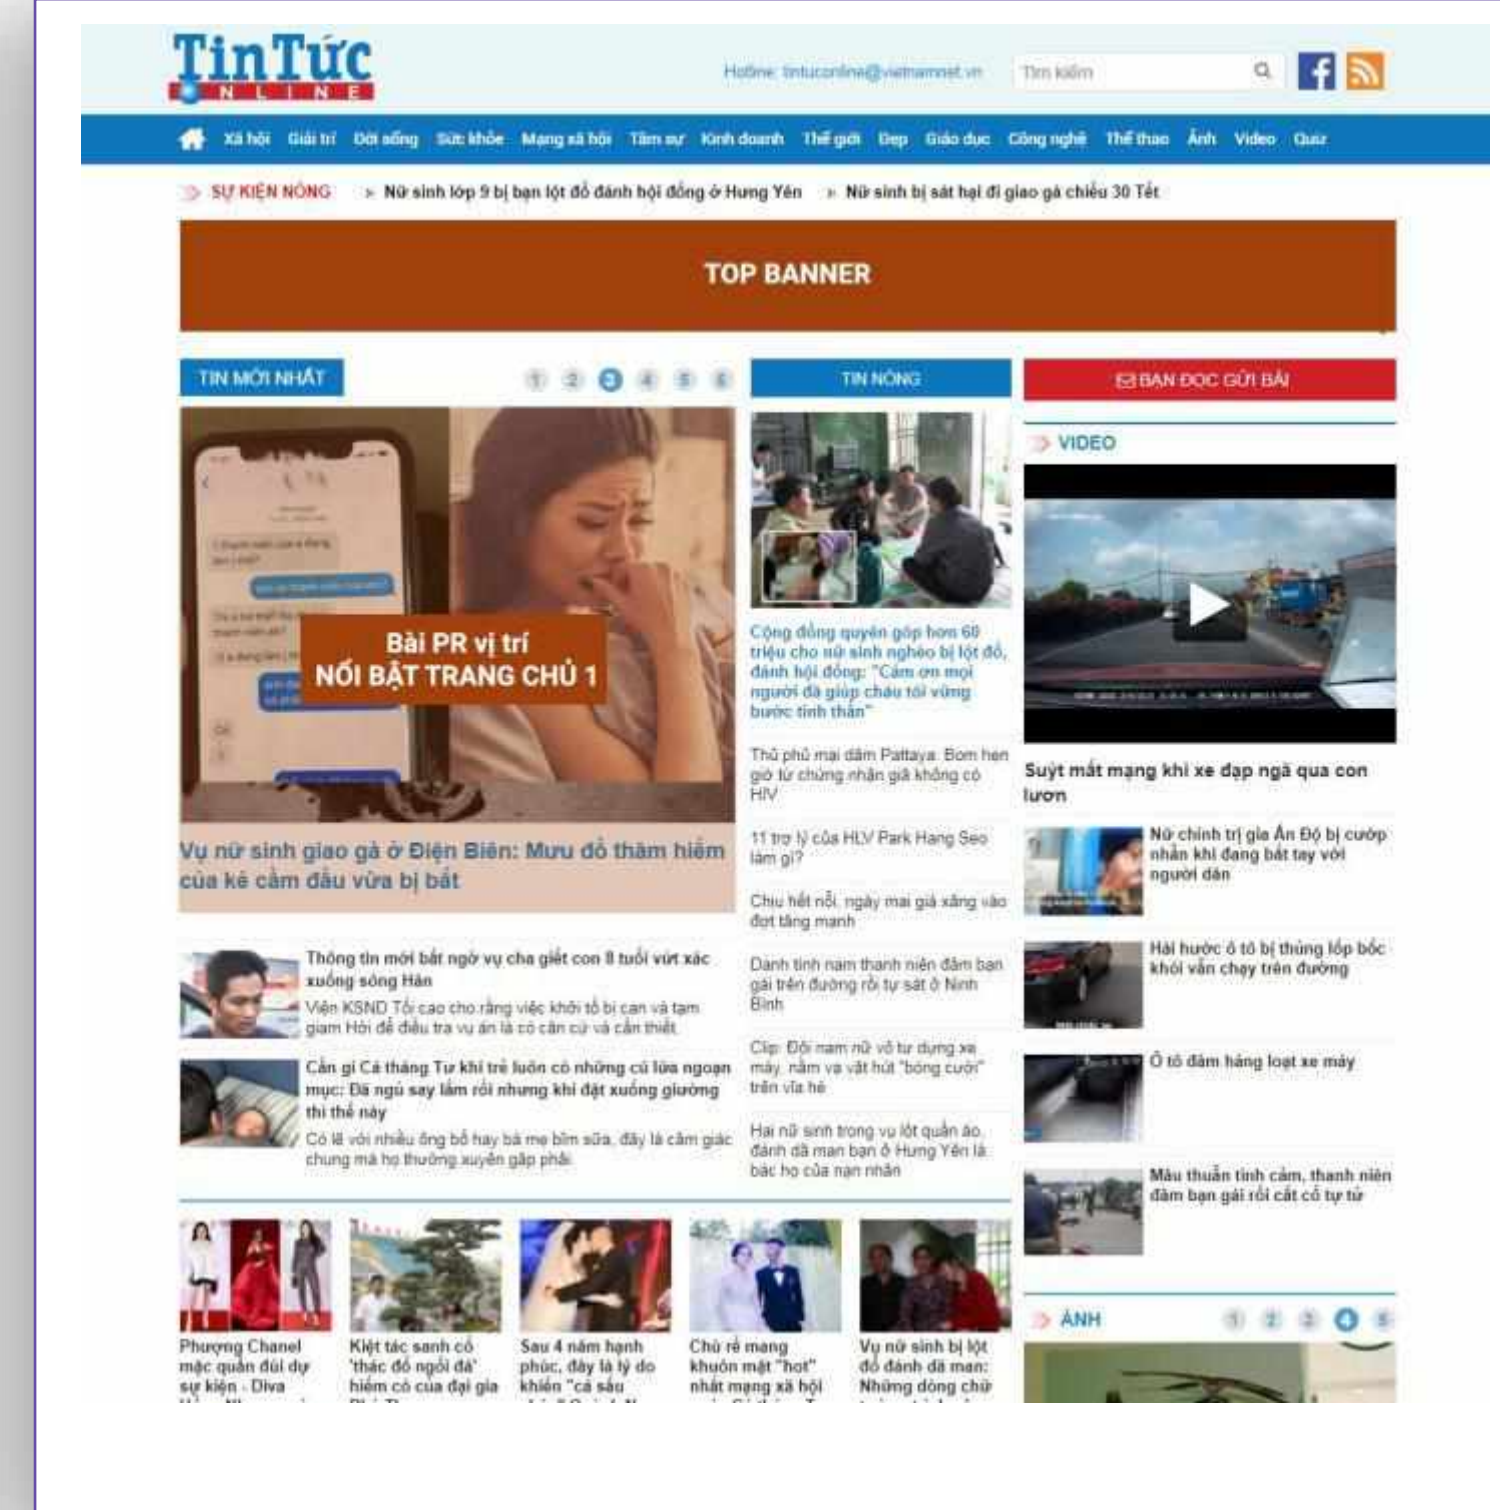 TinTức
ONLINE
Hotline: tintuconline@vietnamnet.vn
Tìm kiếm
Xã hội Giải trí Đời sống Sức khỏe Mạng xã hội Tâm sự Kinh doanh Thế giới Đẹp Giáo dục Công nghệ Thể thao Ảnh Video Quiz
SỰ KIỆN NÓNG
» Nữ sinh lớp 9 bị bạn lột đồ đánh hội đồng ở Hưng Yên » Nữ sinh bị sát hại đi giao gà chiều 30 Tết
TOP BANNER
TIN MỚI NHẤT
1 2 3 4 5 6
Bài PR vị trí
NỔI BẬT TRANG CHỦ 1
Vụ nữ sinh giao gà ở Điện Biên: Mưu đồ thâm hiểm
của kẻ cầm đầu vừa bị bắt
Thông tin mới bất ngờ vụ cha giết con 8 tuổi vứt xác
xuống sông Hàn
Viện KSND Tối cao cho rằng việc khởi tố bị can và tạm
giam Hới để điều tra vụ án là có căn cứ và cần thiết.
Cần gì Cá tháng Tư khi trẻ luôn có những cú lừa ngoạn
mục: Đã ngủ say lắm rồi nhưng khi đặt xuống giường
thì thế này
Có lẽ với nhiều ông bố hay bà mẹ bỉm sữa, đây là cảm giác
chung mà họ thường xuyên gặp phải.
TIN NÓNG
Cộng đồng quyên góp hơn 60
triệu cho nữ sinh nghèo bị lột đồ,
đánh hội đồng: "Cảm ơn mọi
người đã giúp cháu tôi vững
bước tinh thần"
Thủ phủ mại dâm Pattaya: Bom hẹn
giờ từ chứng nhận giả không có
HIV
11 trợ lý của HLV Park Hang Seo
làm gì?
Chịu hết nổi, ngày mai giá xăng vào
đợt tăng mạnh
Danh tính nam thanh niên đâm bạn
gái trên đường rồi tự sát ở Ninh
Bình
Clip: Đôi nam nữ vô tư dựng xe
máy, nằm vạ vật hút "bóng cười"
trên vỉa hè
Hai nữ sinh trong vụ lột quần áo,
đánh dã man bạn ở Hưng Yên là
bác họ của nạn nhân
BẠN ĐỌC GỬI BÀI
VIDEO
Suýt mất mạng khi xe đạp ngã qua con
lươn
Nữ chính trị gia Ấn Độ bị cướp
nhẫn khi đang bắt tay với
người dân
Hài hước ô tô bị thủng lốp bốc
khói vẫn chạy trên đường
Ô tô đâm hàng loạt xe máy
Mâu thuẫn tình cảm, thanh niên
đâm bạn gái rồi cắt cổ tự tử
ẢNH
1 2 3 4 5
Phượng Chanel
mặc quần đùi dự
sự kiện - Diva
Kiệt tác sanh cổ
'thác đổ ngồi đá'
hiếm có của đại gia
Sau 4 năm hạnh
phúc, đây là lý do
khiến "cá sấu
Chú rể mang
khuôn mặt "hot"
nhất mạng xã hội
Vụ nữ sinh bị lột
đồ đánh dã man:
Những dòng chữ